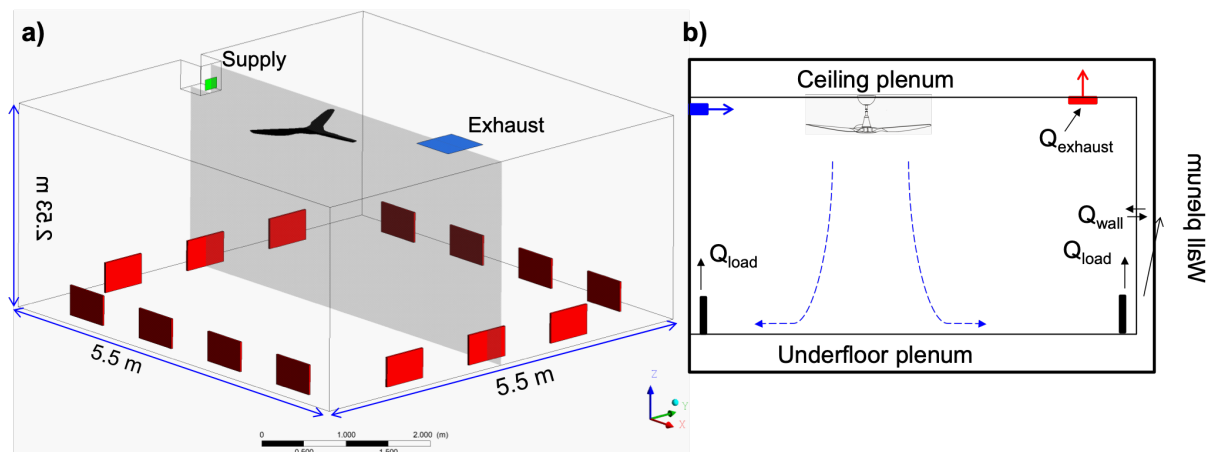 a)
Supply
Exhaust
2.53 m
5.5 m
5.5 m
0 1.000 2.000 (m)
0.500 1.500
Z
Y
X
b)
Ceiling plenum
Qexhaust
Qwall
Qload
Qload
Wall plenum
Underfloor plenum